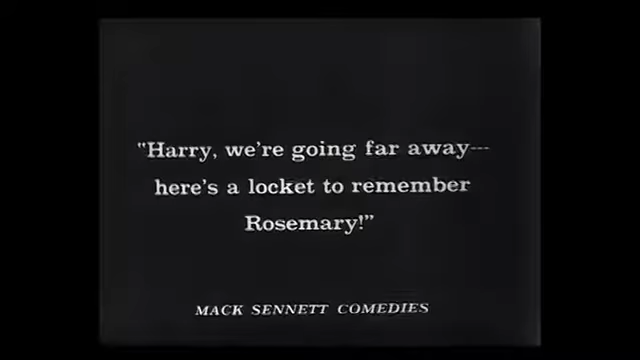 "Harry, we're going far away---
here's a locket to remember
Rosemary!"
MACK SENNETT COMEDIES